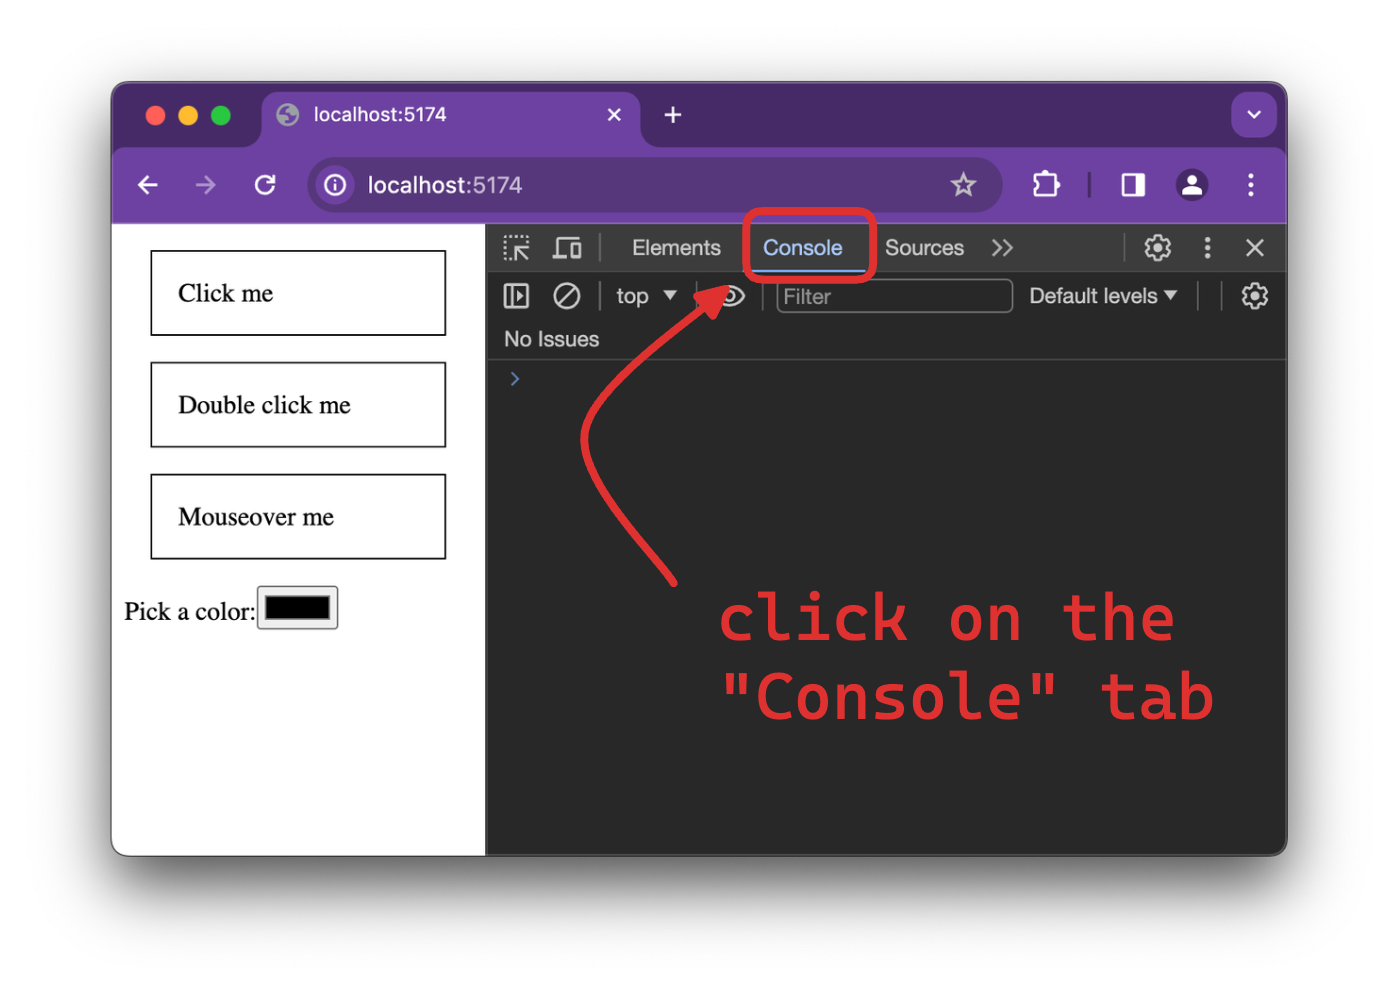 localhost:5174
localhost:5174
Click me
Double click me
Mouseover me
Pick a color:
Elements Console Sources
top Filter Default levels
No Issues
click on the
"Console" tab